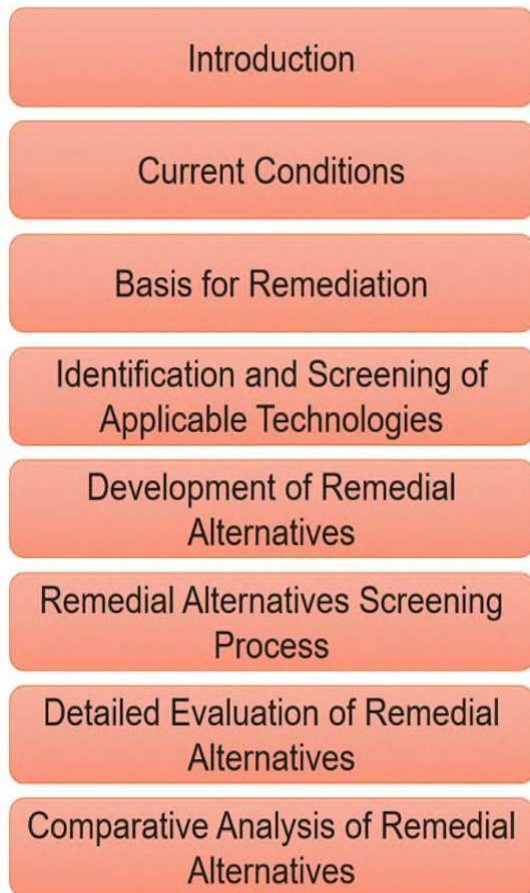 Introduction
Current Conditions
Basis for Remediation
Identification and Screening of
Applicable Technologies
Development of Remedial
Alternatives
Remedial Alternatives Screening
Process
Detailed Evaluation of Remedial
Alternatives
Comparative Analysis of Remedial
Alternatives